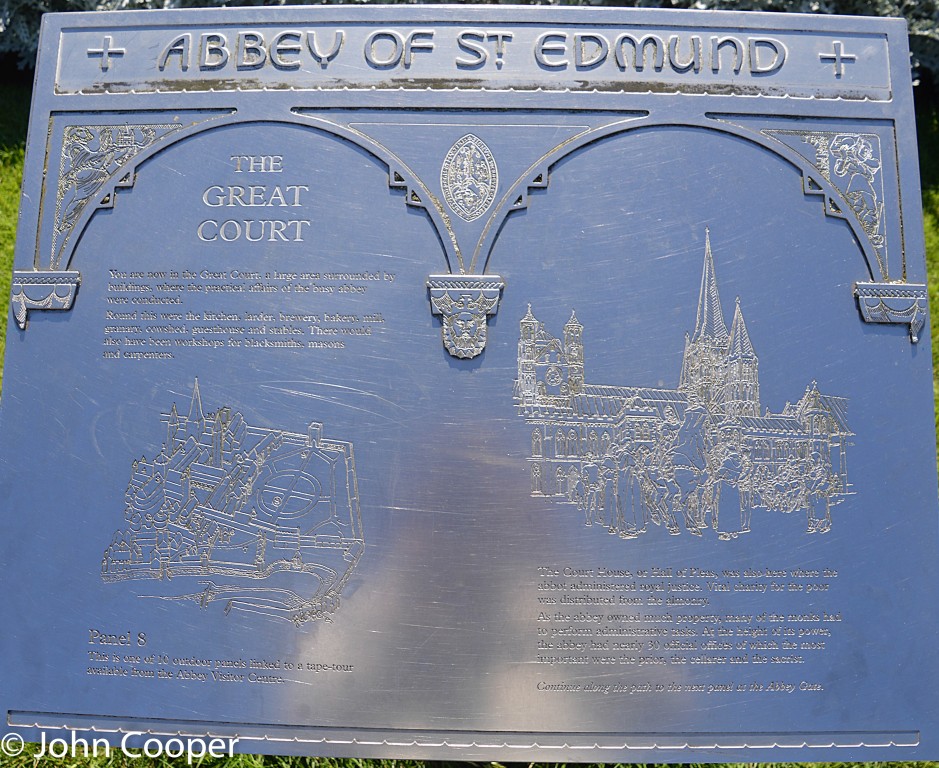 ABBEY OF ST EDMUND
THE
GREAT
COURT
You are now in the Great Court, a large area surrounded by
buildings, where the practical affairs of the busy abbey
were conducted.
Round this were the kitchen, larder, brewery, bakery, mill,
granary, cowshed, guesthouse and stables. There would
also have been workshops for blacksmiths, masons
and carpenters.
Panel 8
This is one of 10 outdoor panels linked to a tape-tour
available from the Abbey Visitor Centre.
The Court House, or Hall of Pleas, was also here where the
abbot administered royal justice. Vital charity for the poor
was distributed from the almonry.
As the abbey owned much property, many of the monks had
to perform administrative tasks. At the height of its power,
the abbey had nearly 30 official offices of which the most
important were the prior, the cellarer and the sacrist.
Continue along the path to the next panel at the Abbey Gate.
© John Cooper